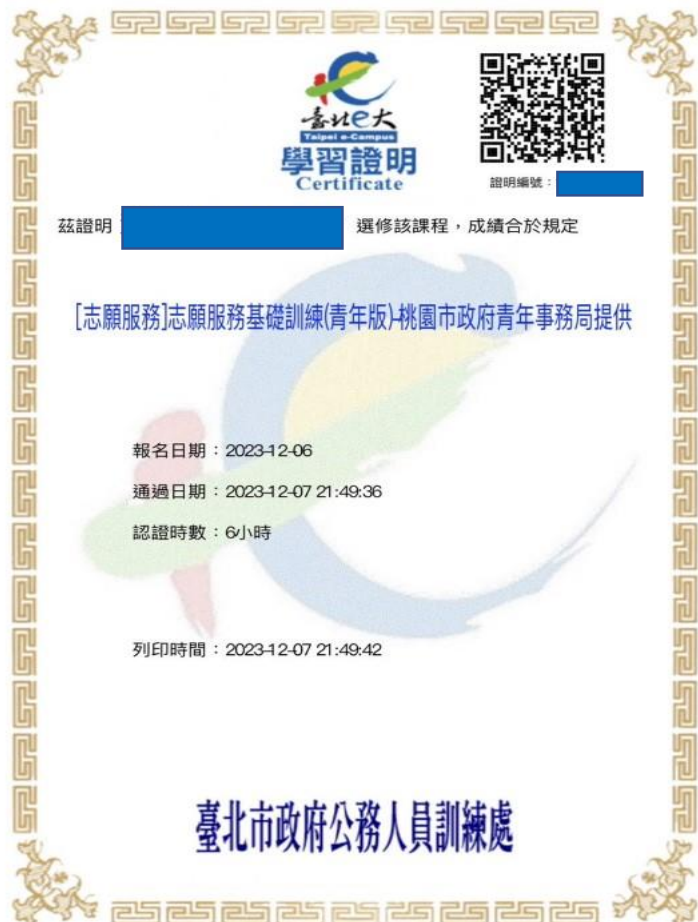 臺北e大
Taipei e-Campus
學習證明
Certificate
證明編號：
茲證明 選修該課程，成績合於規定
[志願服務]志願服務基礎訓練(青年版)-桃園市政府青年事務局提供
報名日期：2023-12-06
通過日期：2023-12-07 21:49:36
認證時數：6小時
列印時間：2023-12-07 21:49:42
臺北市政府公務人員訓練處